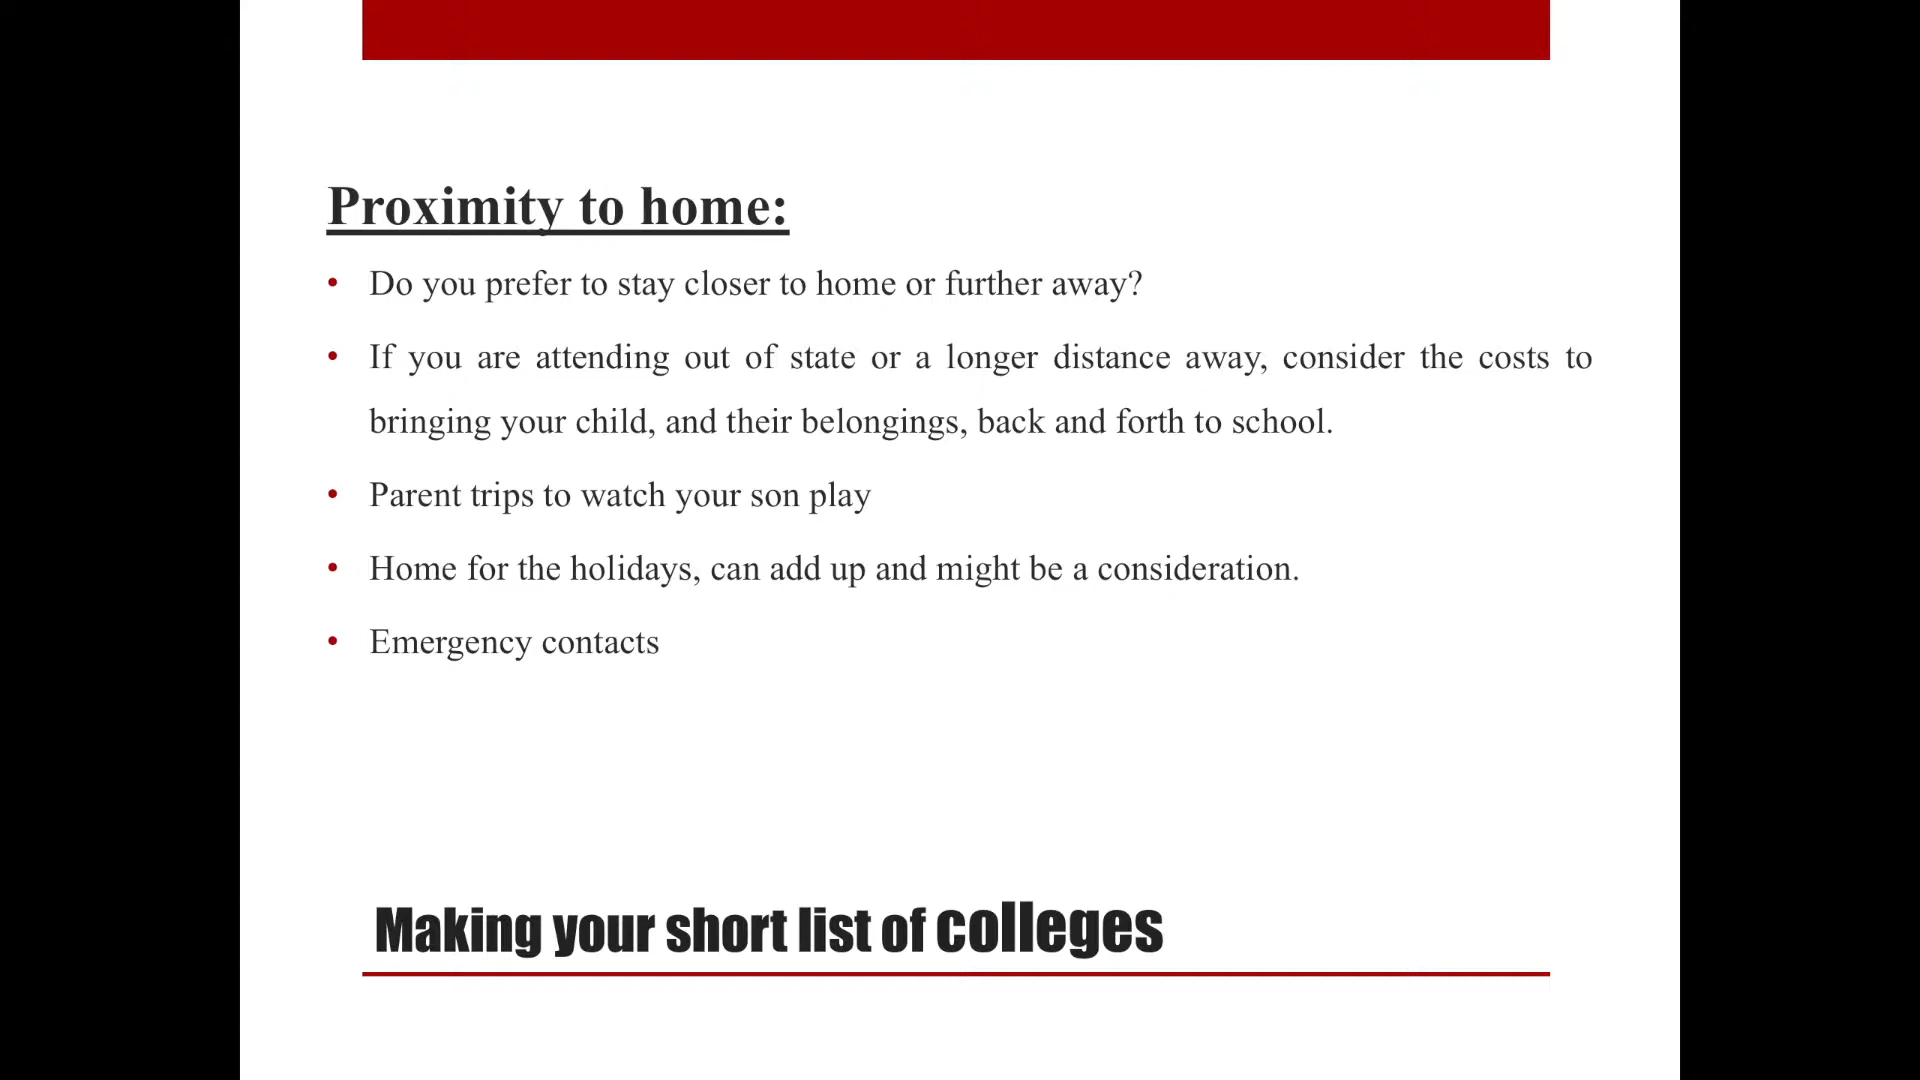 Proximity to home:
• Do you prefer to stay closer to home or further away?
• If you are attending out of state or a longer distance away, consider the costs to
bringing your child, and their belongings, back and forth to school.
• Parent trips to watch your son play
• Home for the holidays, can add up and might be a consideration.
• Emergency contacts
Making your short list of colleges